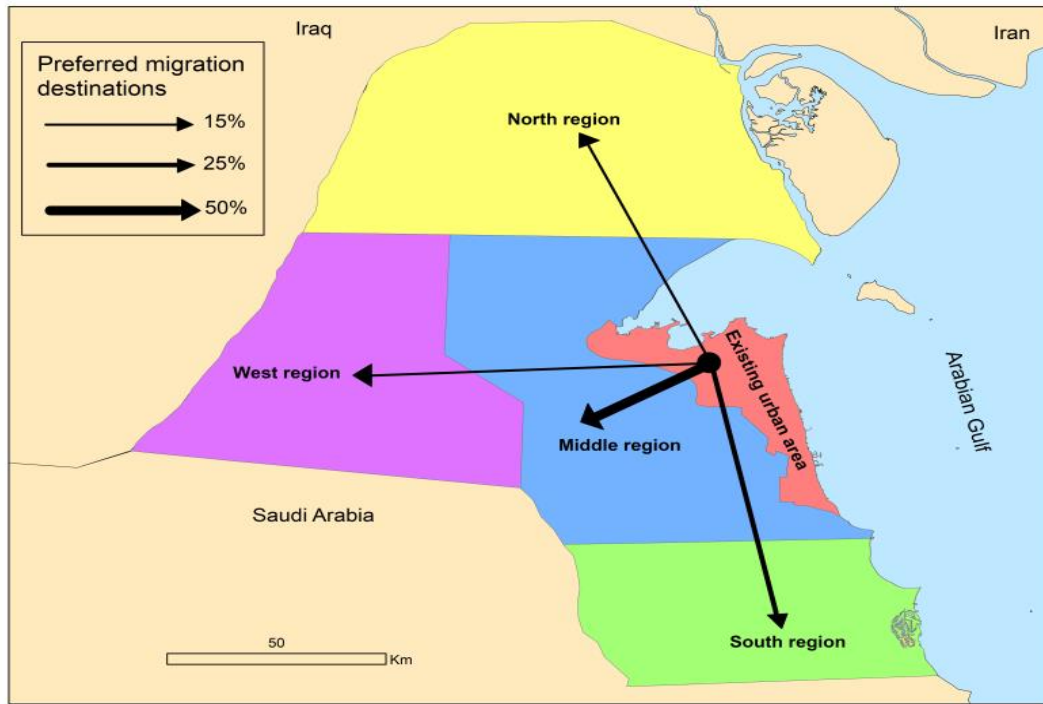 Iraq
Iran
Preferred migration
destinations
15%
25%
50%
North region
West region
Middle region
Existing urban area
Arabian Gulf
Saudi Arabia
South region
50
Km